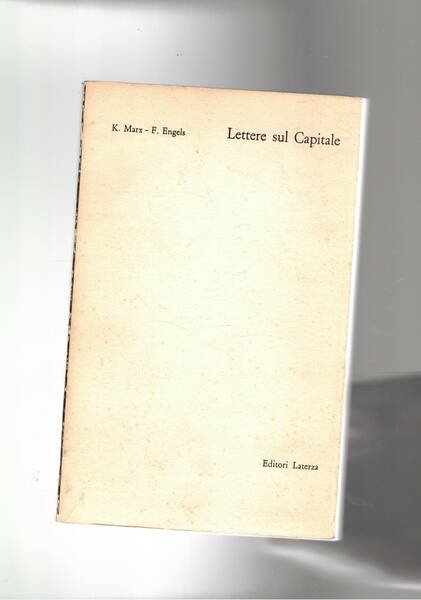 K. Marx - F. Engels
Lettere sul Capitale
Editori Laterza